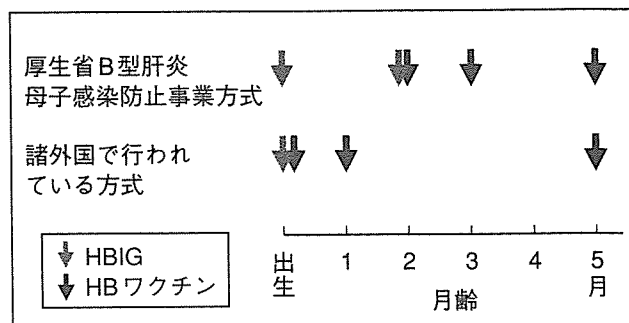 厚生省B型肝炎
母子感染防止事業方式
諸外国で行われ
ている方式
出生 1 2 3 4 5月
月齢
HBIG
HBワクチン